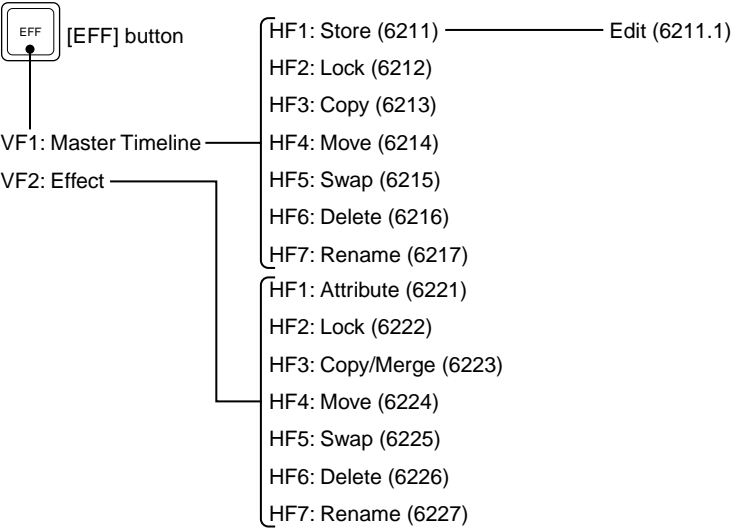 EFF
[EFF] button
VF1: Master Timeline
VF2: Effect
HF1: Store (6211)
Edit (6211.1)
HF2: Lock (6212)
HF3: Copy (6213)
HF4: Move (6214)
HF5: Swap (6215)
HF6: Delete (6216)
HF7: Rename (6217)
HF1: Attribute (6221)
HF2: Lock (6222)
HF3: Copy/Merge (6223)
HF4: Move (6224)
HF5: Swap (6225)
HF6: Delete (6226)
HF7: Rename (6227)